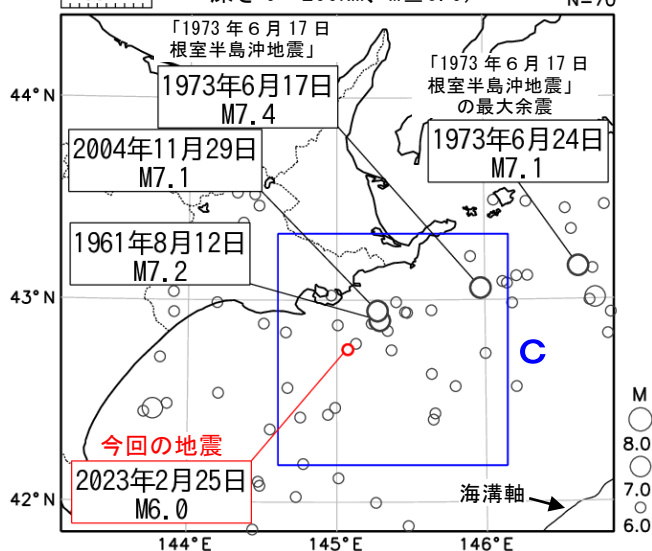 N=70
「1973年6月17日
根室半島沖地震」
1973年6月17日
M7.4
「1973年6月17日
根室半島沖地震」
の最大余震
1973年6月24日
M7.1
2004年11月29日
M7.1
1961年8月12日
M7.2
44°N
43°N
42°N
C
今回の地震
2023年2月25日
M6.0
海溝軸
M
8.0
7.0
6.0
144°E
145°E
146°E